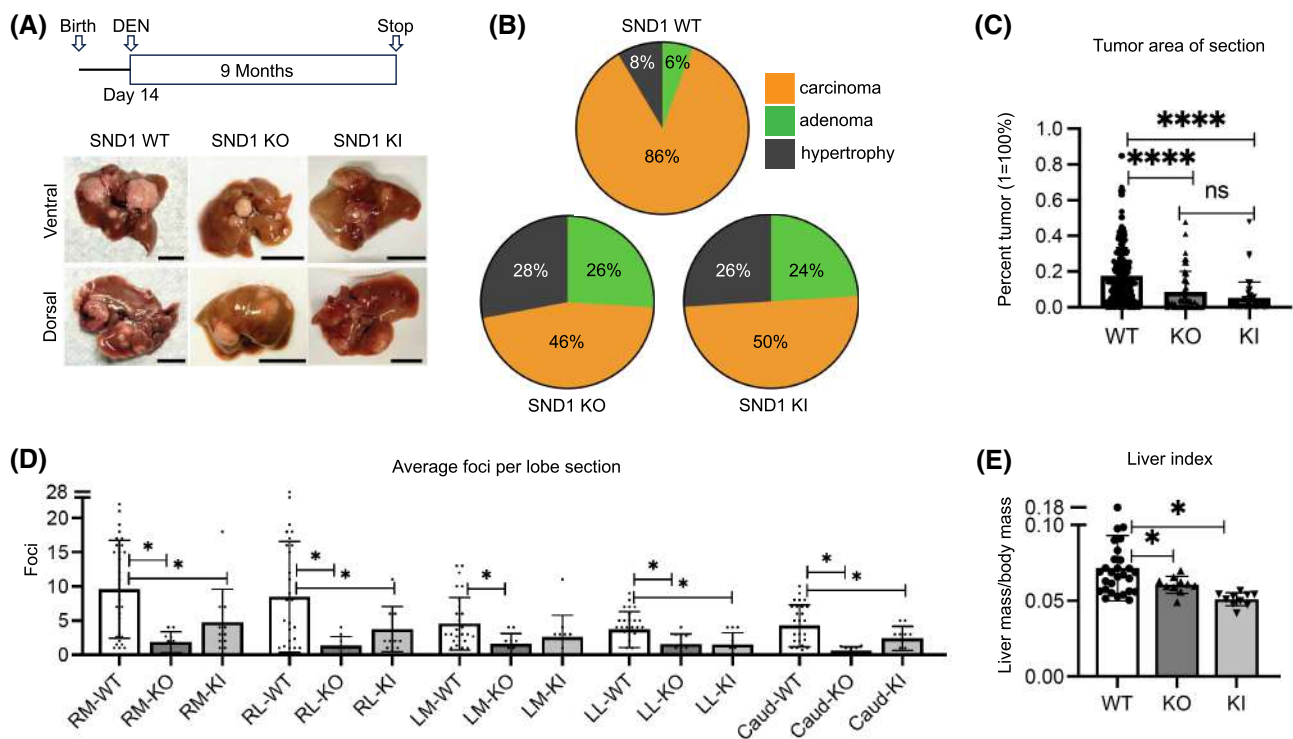 (A)
Birth DEN Stop
9 Months
Day 14
SND1 WT SND1 KO SND1 KI
Ventral
Dorsal
(B)
SND1 WT
8% 6%
86%
carcinoma
adenoma
hypertrophy
28% 26%
46%
SND1 KO
26% 24%
50%
SND1 KI
(C)
Tumor area of section
Percent tumor (1=100%)
1.0
0.8
0.6
0.4
0.2
0.0
****
****
ns
WT KO KI
(D)
Average foci per lobe section
Foci
28
20
15
10
5
0
* * * * * * * * *
RM-WT RM-KO RM-KI RL-WT RL-KO RL-KI LM-WT LM-KO LM-KI LL-WT LL-KO LL-KI Caud-WT Caud-KO Caud-KI
(E)
Liver index
Liver mass/body mass
0.18
0.10
0.05
0.00
*
*
WT KO KI